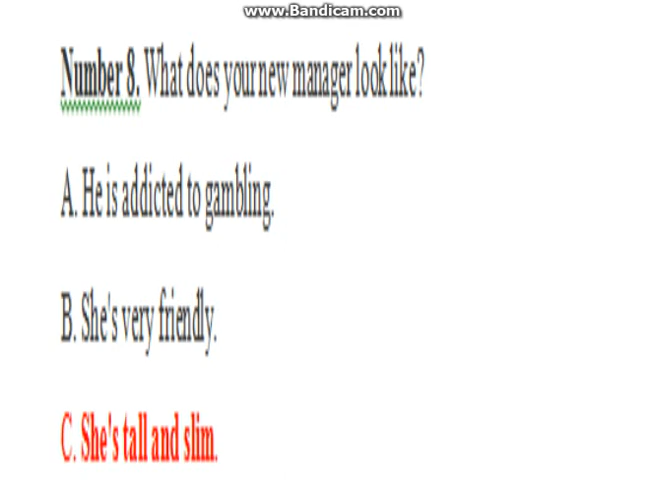 www.Bandicam.com
Number 8. What does your new manager look like?
A. He is addicted to gambling.
B. She's very friendly.
C. She's tall and slim.